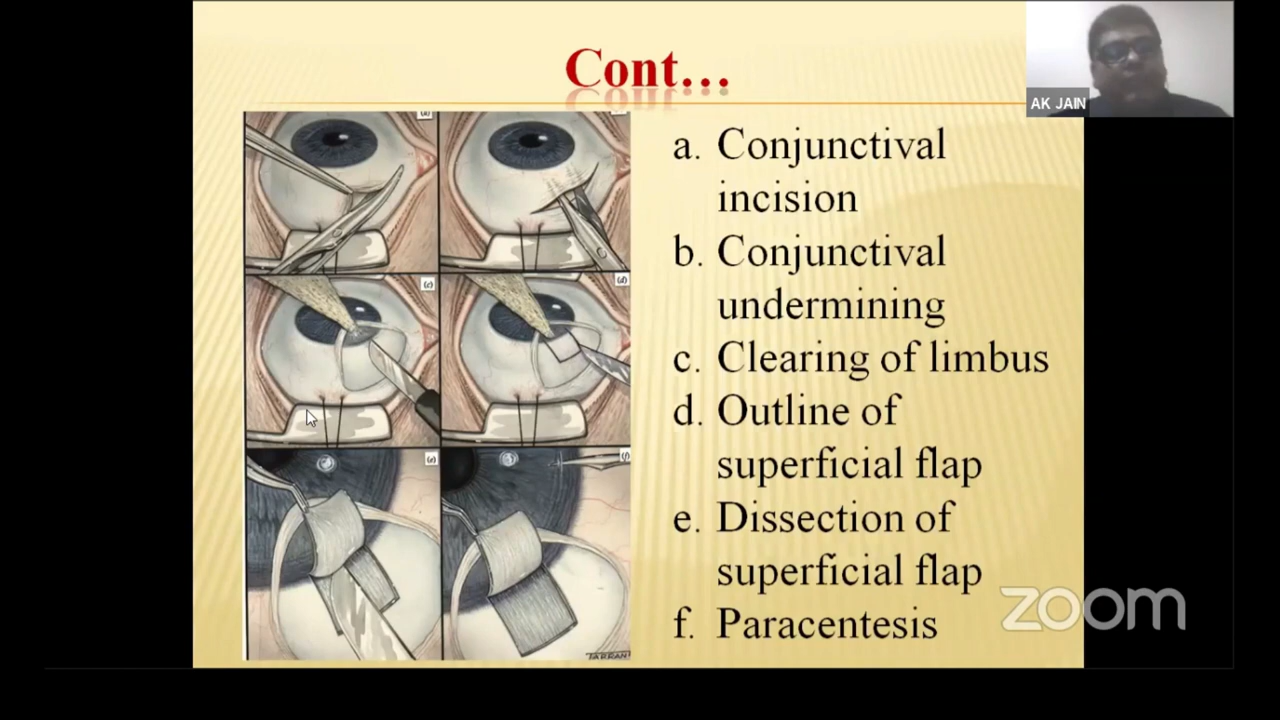 Cont...
AK JAIN
a. Conjunctival
incision
b. Conjunctival
undermining
c. Clearing of limbus
d. Outline of
superficial flap
e. Dissection of
superficial flap
f. Paracentesis
(c)
(d)
(e)
(f)
TARRANT
zoom